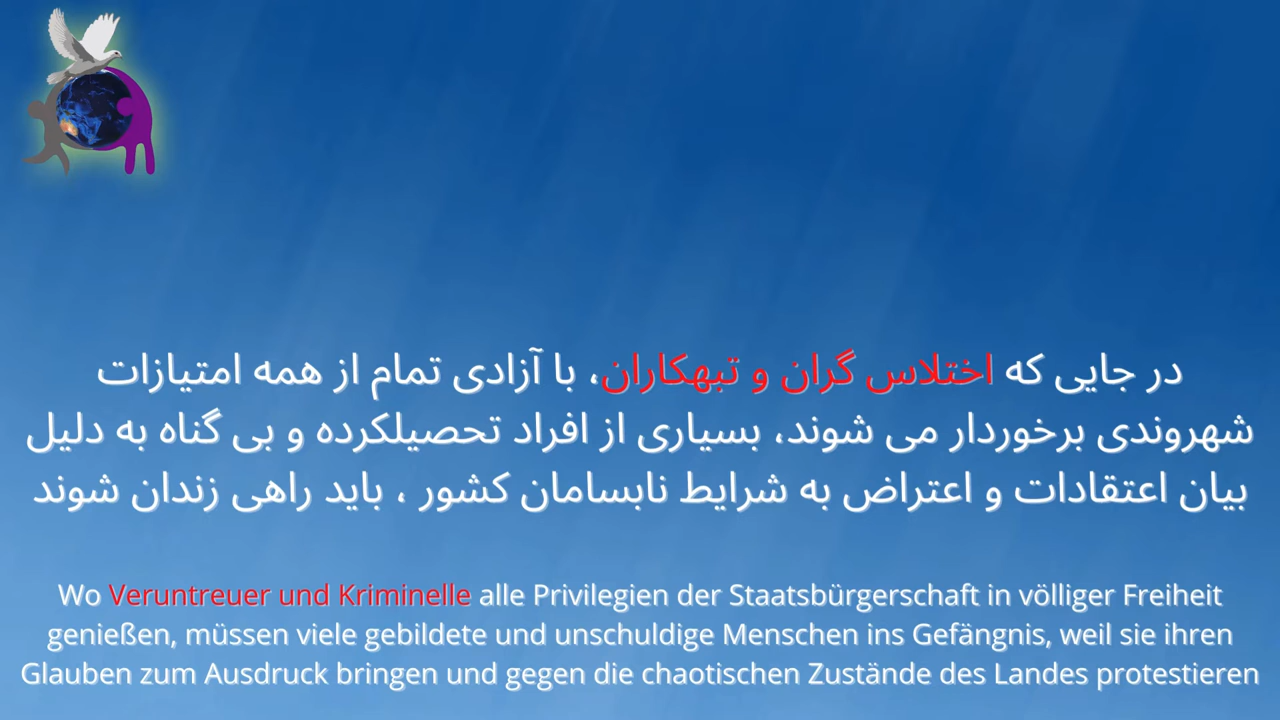 در جایی که اختلاس گران و تبهکاران، با آزادی تمام از همه امتیازات
شهروندی برخوردار می شوند، بسیاری از افراد تحصیلکرده و بی گناه به دلیل
بیان اعتقادات و اعتراض به شرایط نابسامان کشور ، باید راهی زندان شوند
Wo Veruntreuer und Kriminelle alle Privilegien der Staatsbürgerschaft in völliger Freiheit
genießen, müssen viele gebildete und unschuldige Menschen ins Gefängnis, weil sie ihren
Glauben zum Ausdruck bringen und gegen die chaotischen Zustände des Landes protestieren